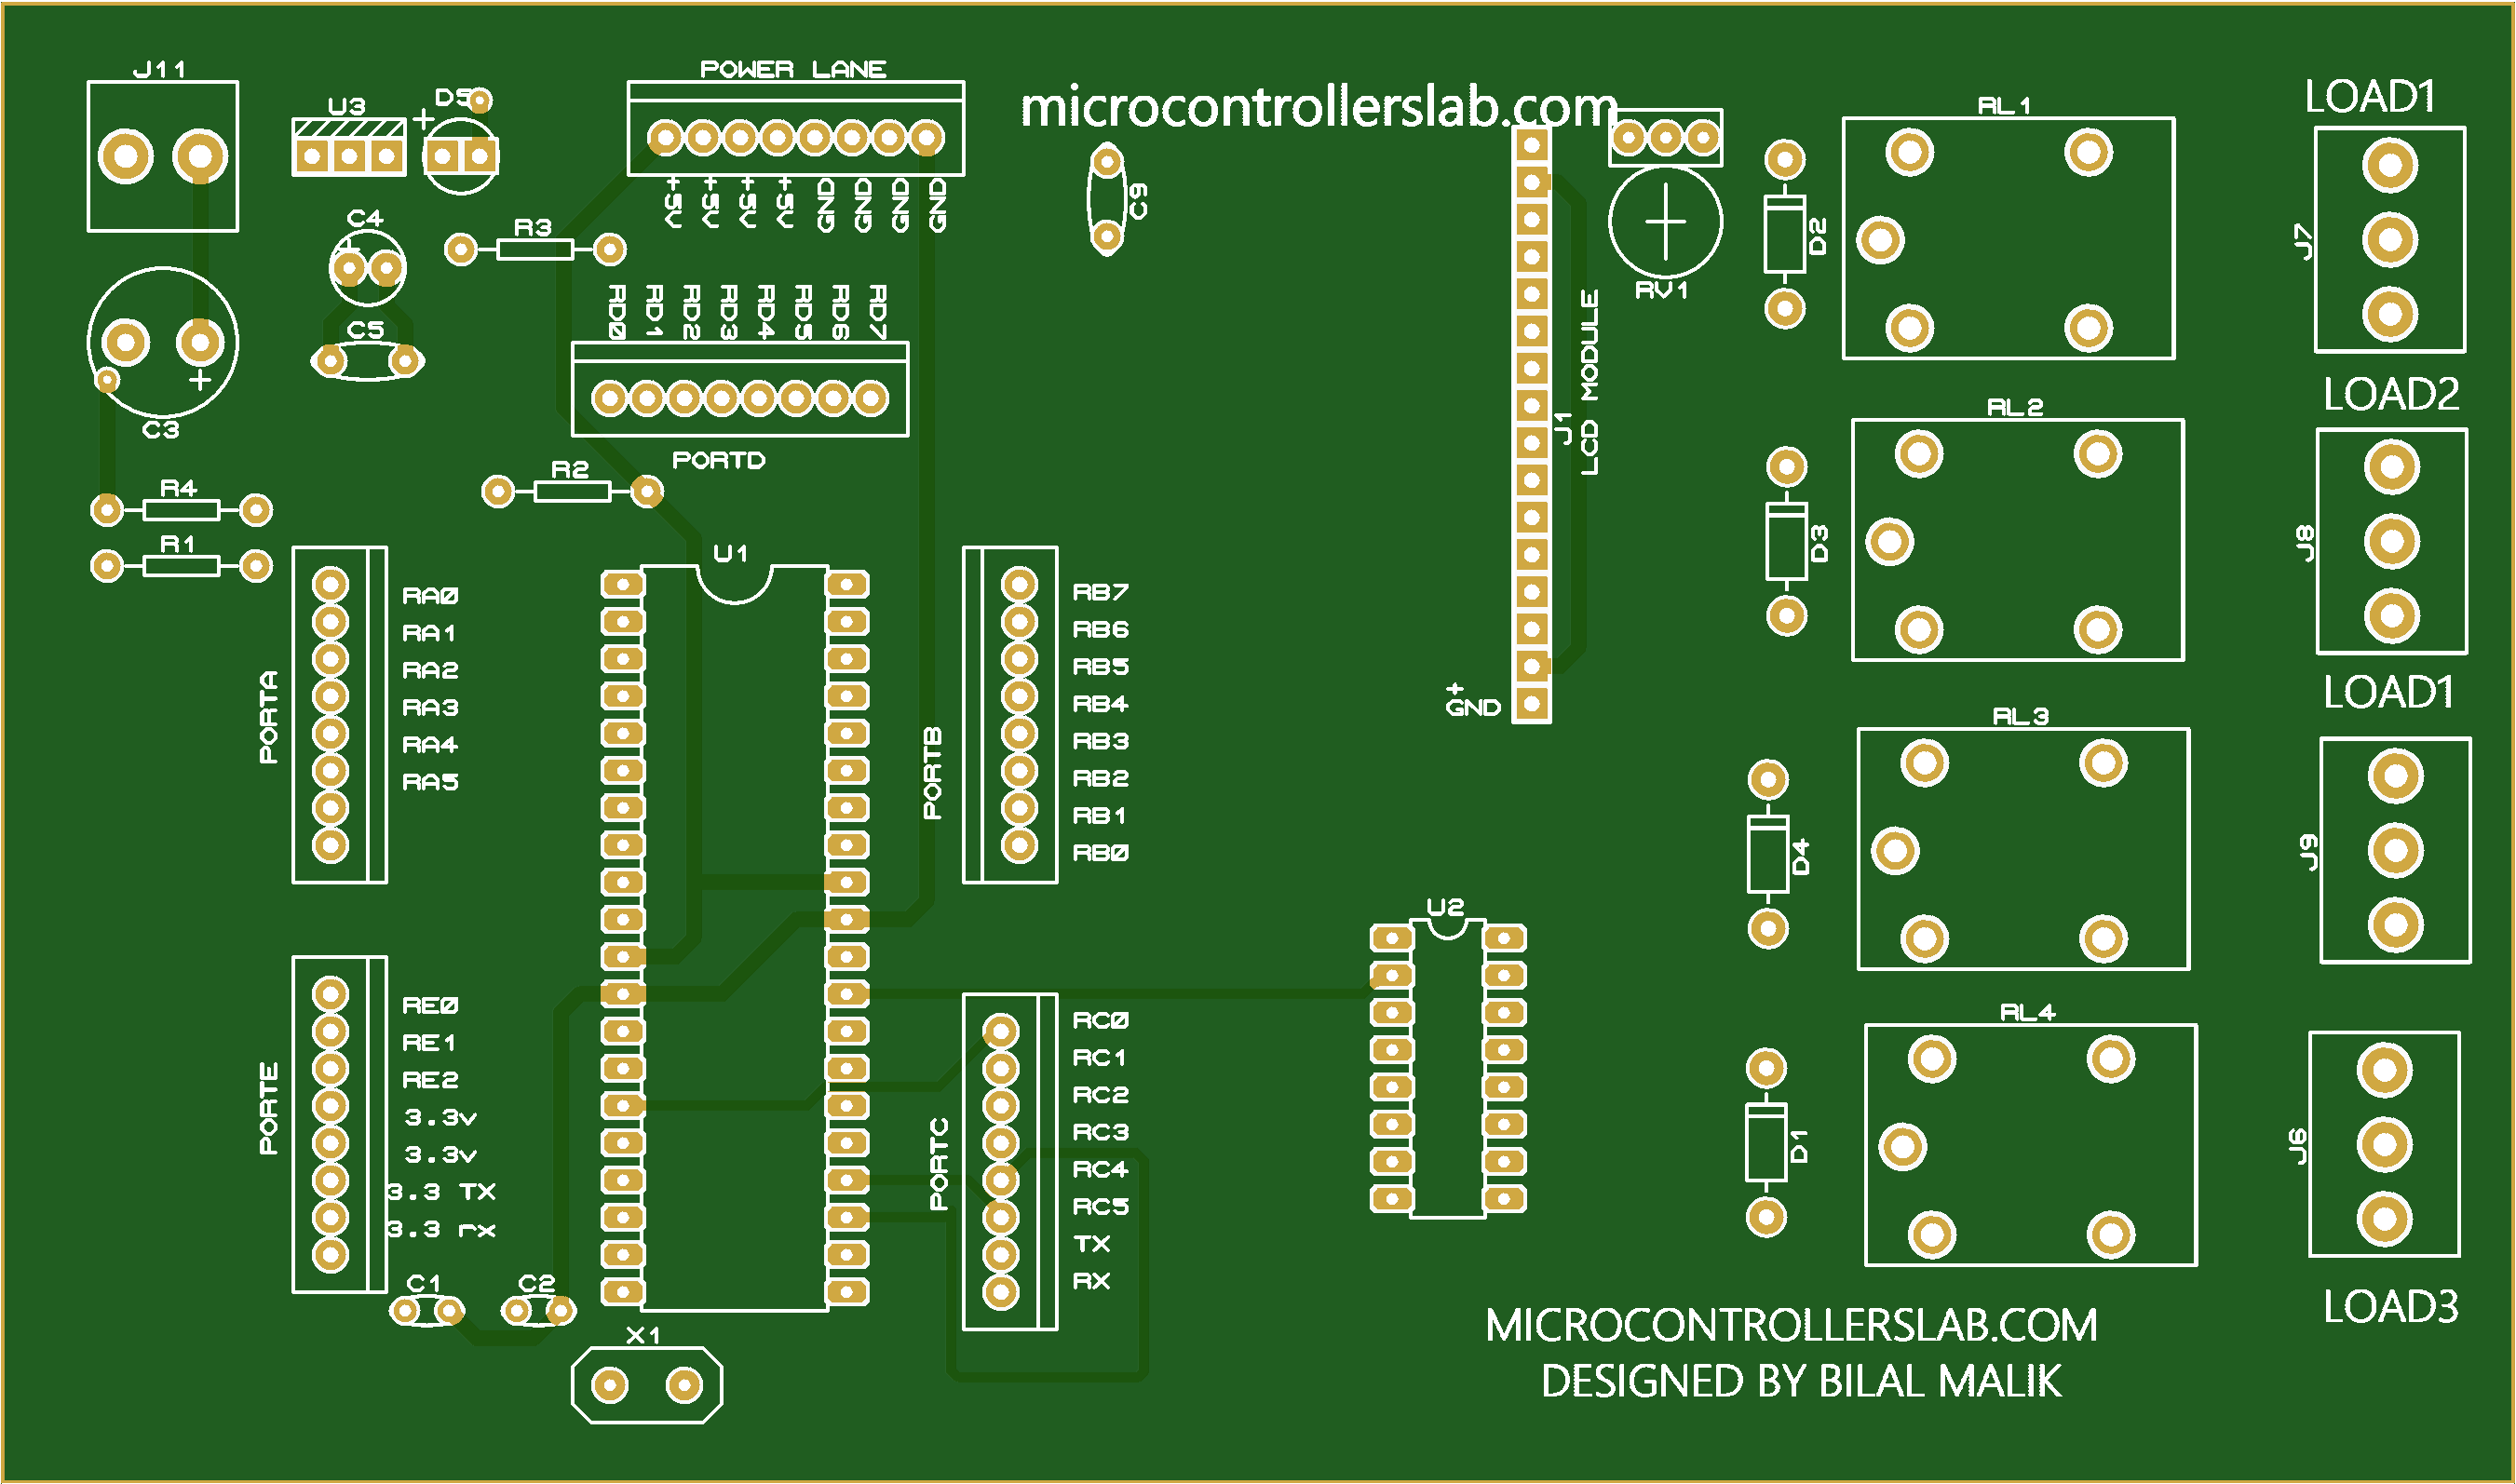 J11
U3
D5
+
POWER LANE
microcontrollerslab.com
RL1
LOAD1
+5V
+5V
+5V
+5V
GND
GND
GND
GND
C9
D2
J7
C4
+
R3
RV1
C5
RD0
RD1
RD2
RD3
RD4
RD5
RD6
RD7
LCD MODULE
J1
+
C3
LOAD2
RL2
PORTD
R2
R4
R1
U1
D3
J8
RA0
RA1
RA2
RA3
RA4
RA5
PORTA
RB7
RB6
RB5
RB4
RB3
RB2
RB1
RB0
PORTB
+
GND
LOAD1
RL3
D4
J9
U2
RE0
RE1
RE2
3.3v
3.3v
3.3 TX
3.3 rx
PORTE
RC0
RC1
RC2
RC3
RC4
RC5
TX
RX
PORTC
RL4
D1
J6
C1
C2
X1
LOAD3
MICROCONTROLLERSLAB.COM
DESIGNED BY BILAL MALIK